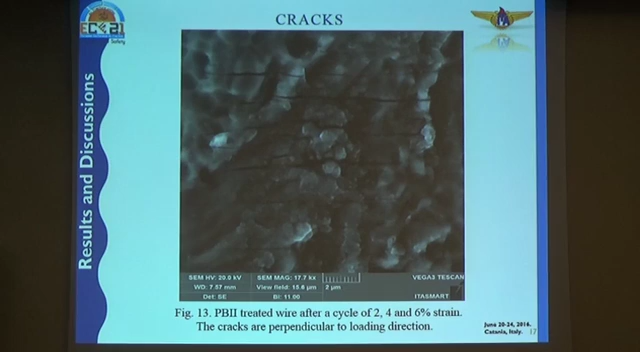 CRACKS
Results and Discussions
SEM HV: 20.0 kV
SEM MAG: 17.7 kx
VEGA3 TESCAN
WD: 7.57 mm
View field: 15.6 µm
2 µm
Det: SE
BI: 11.00
ITASMART
Fig. 13. PBII treated wire after a cycle of 2, 4 and 6% strain.
The cracks are perpendicular to loading direction.
June 20-24, 2016.
Catania, Italy.
17